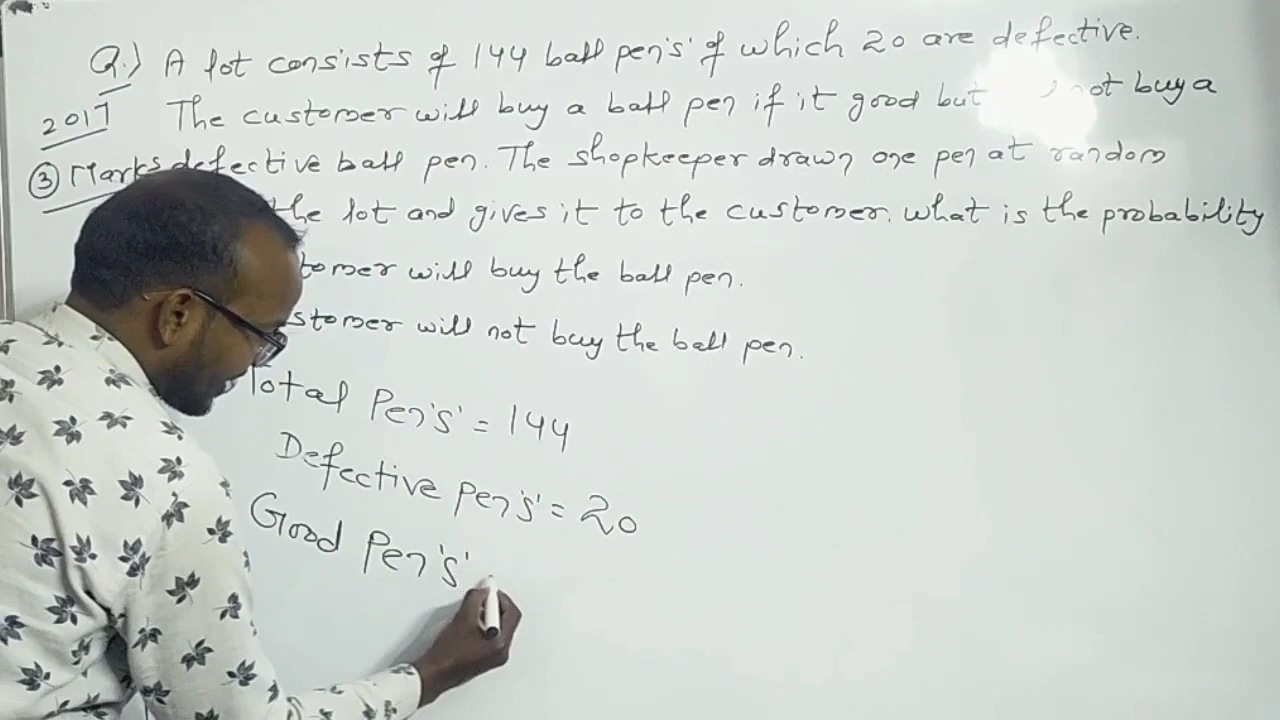 Q.) A lot consists of 144 ball pen's' of which 20 are defective.
2017 The customer will buy a ball pen if it good but not buy a
③ Marks defective ball pen. The shopkeeper drawn one pen at random
the lot and gives it to the customer. what is the probability
tomer will buy the ball pen.
stomer will not buy the ball pen.
Total Pen's' = 144
Defective pen's' = 20
Good Pen's'